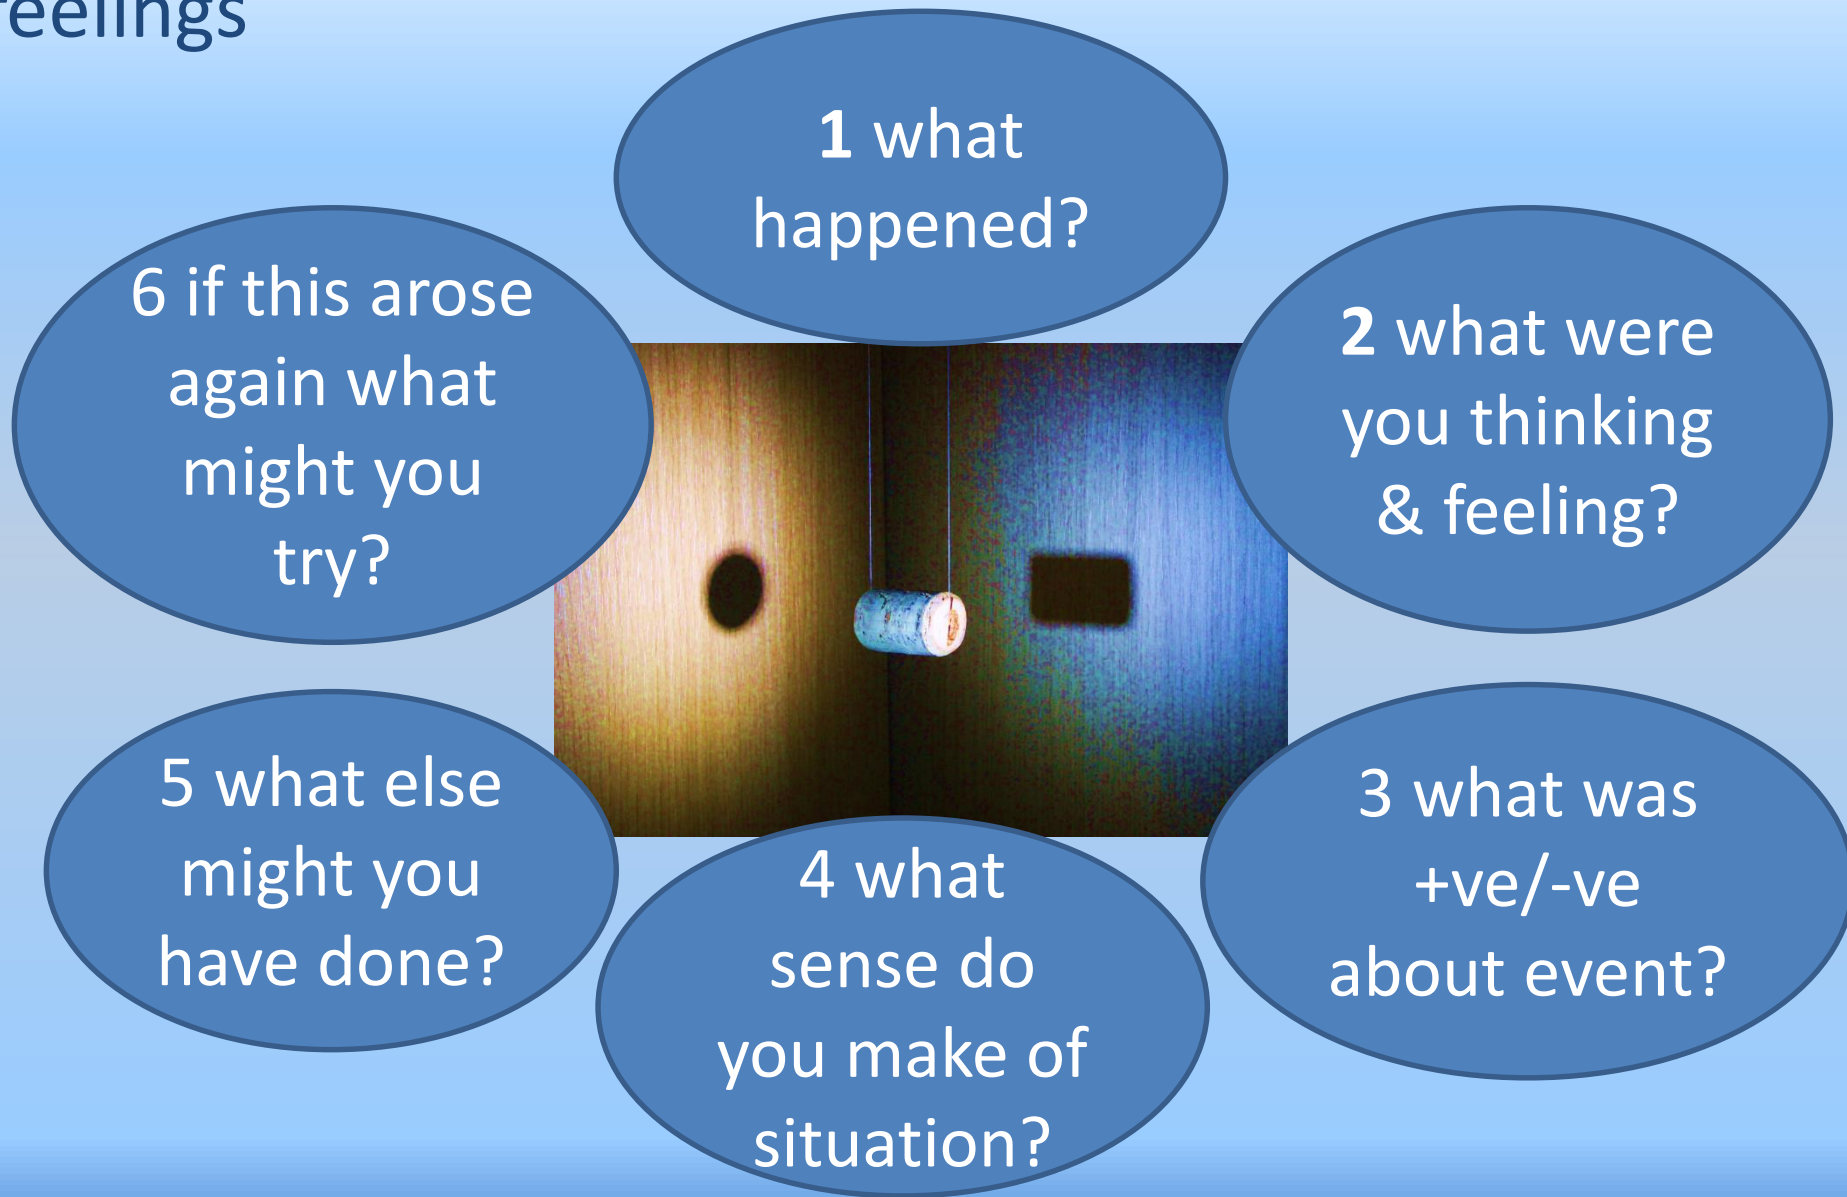 feelings
1 what
happened?
2 what were
you thinking
& feeling?
3 what was
+ve/-ve
about event?
4 what
sense do
you make of
situation?
5 what else
might you
have done?
6 if this arose
again what
might you
try?